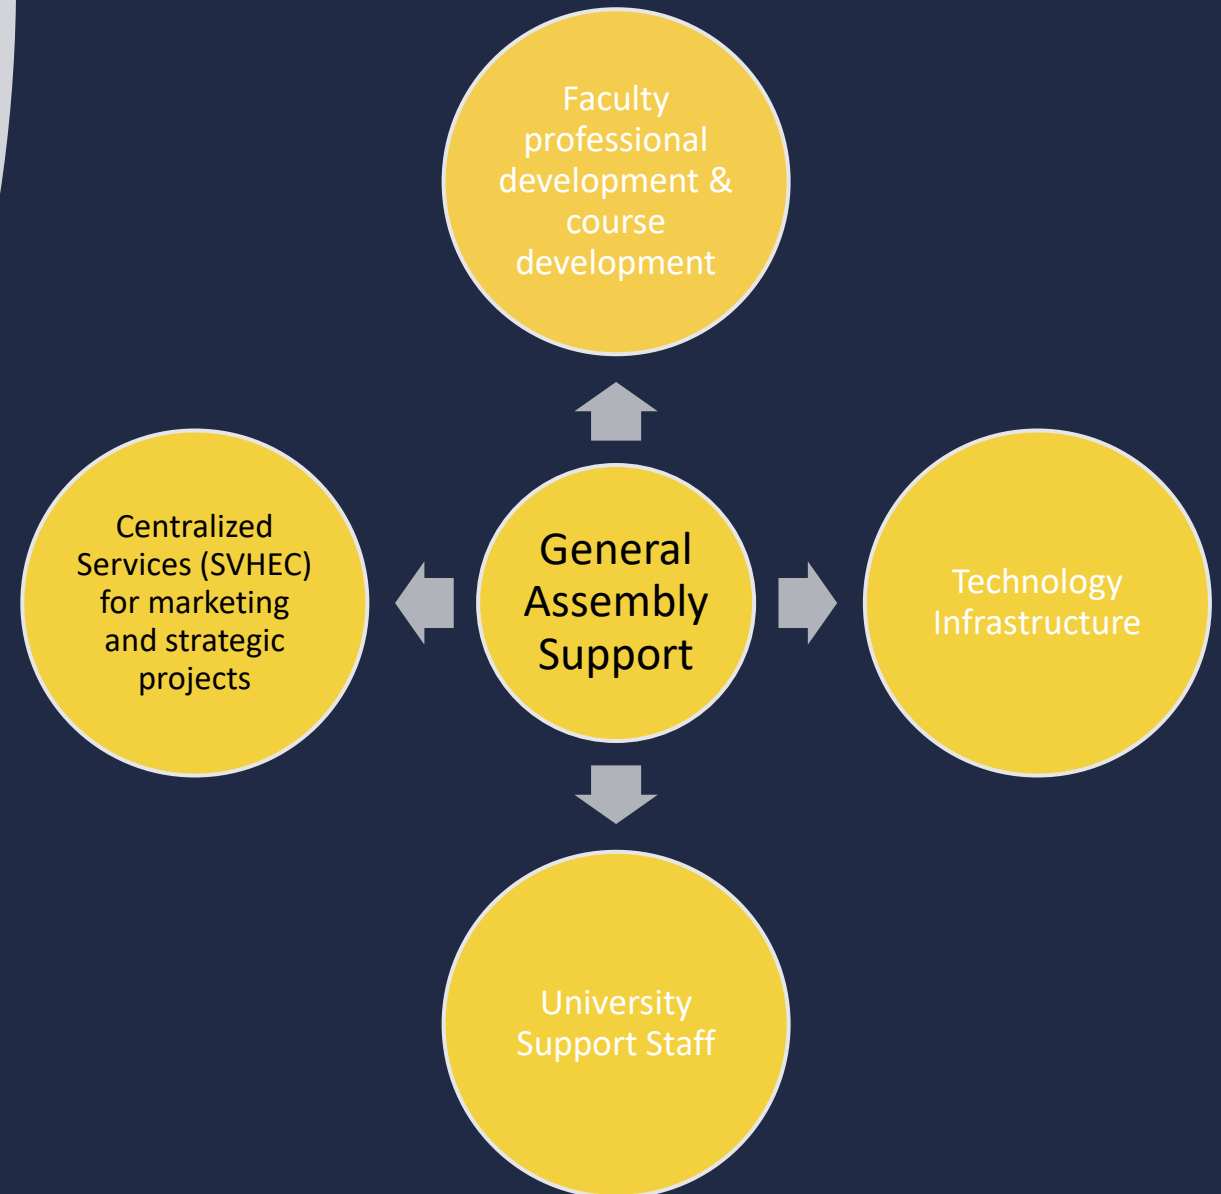 Faculty
professional
development &
course
development
Centralized
Services (SVHEC)
for marketing
and strategic
projects
General
Assembly
Support
Technology
Infrastructure
University
Support Staff